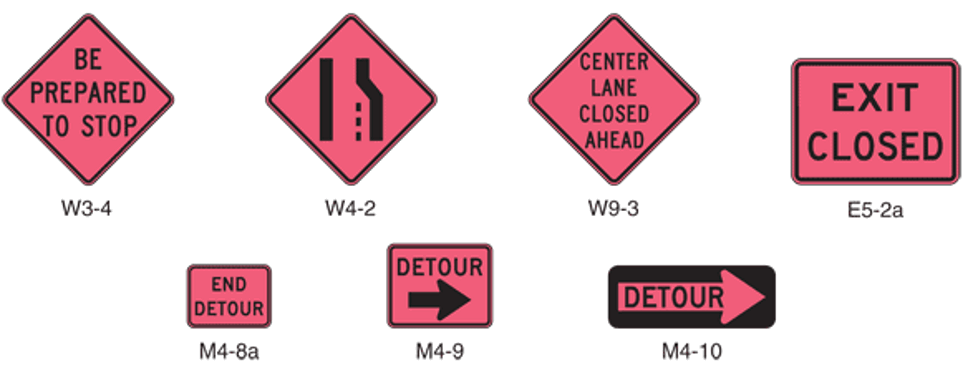 BE
PREPARED
TO STOP
W3-4
W4-2
CENTER
LANE
CLOSED
AHEAD
W9-3
EXIT
CLOSED
E5-2a
END
DETOUR
M4-8a
DETOUR
M4-9
DETOUR
M4-10